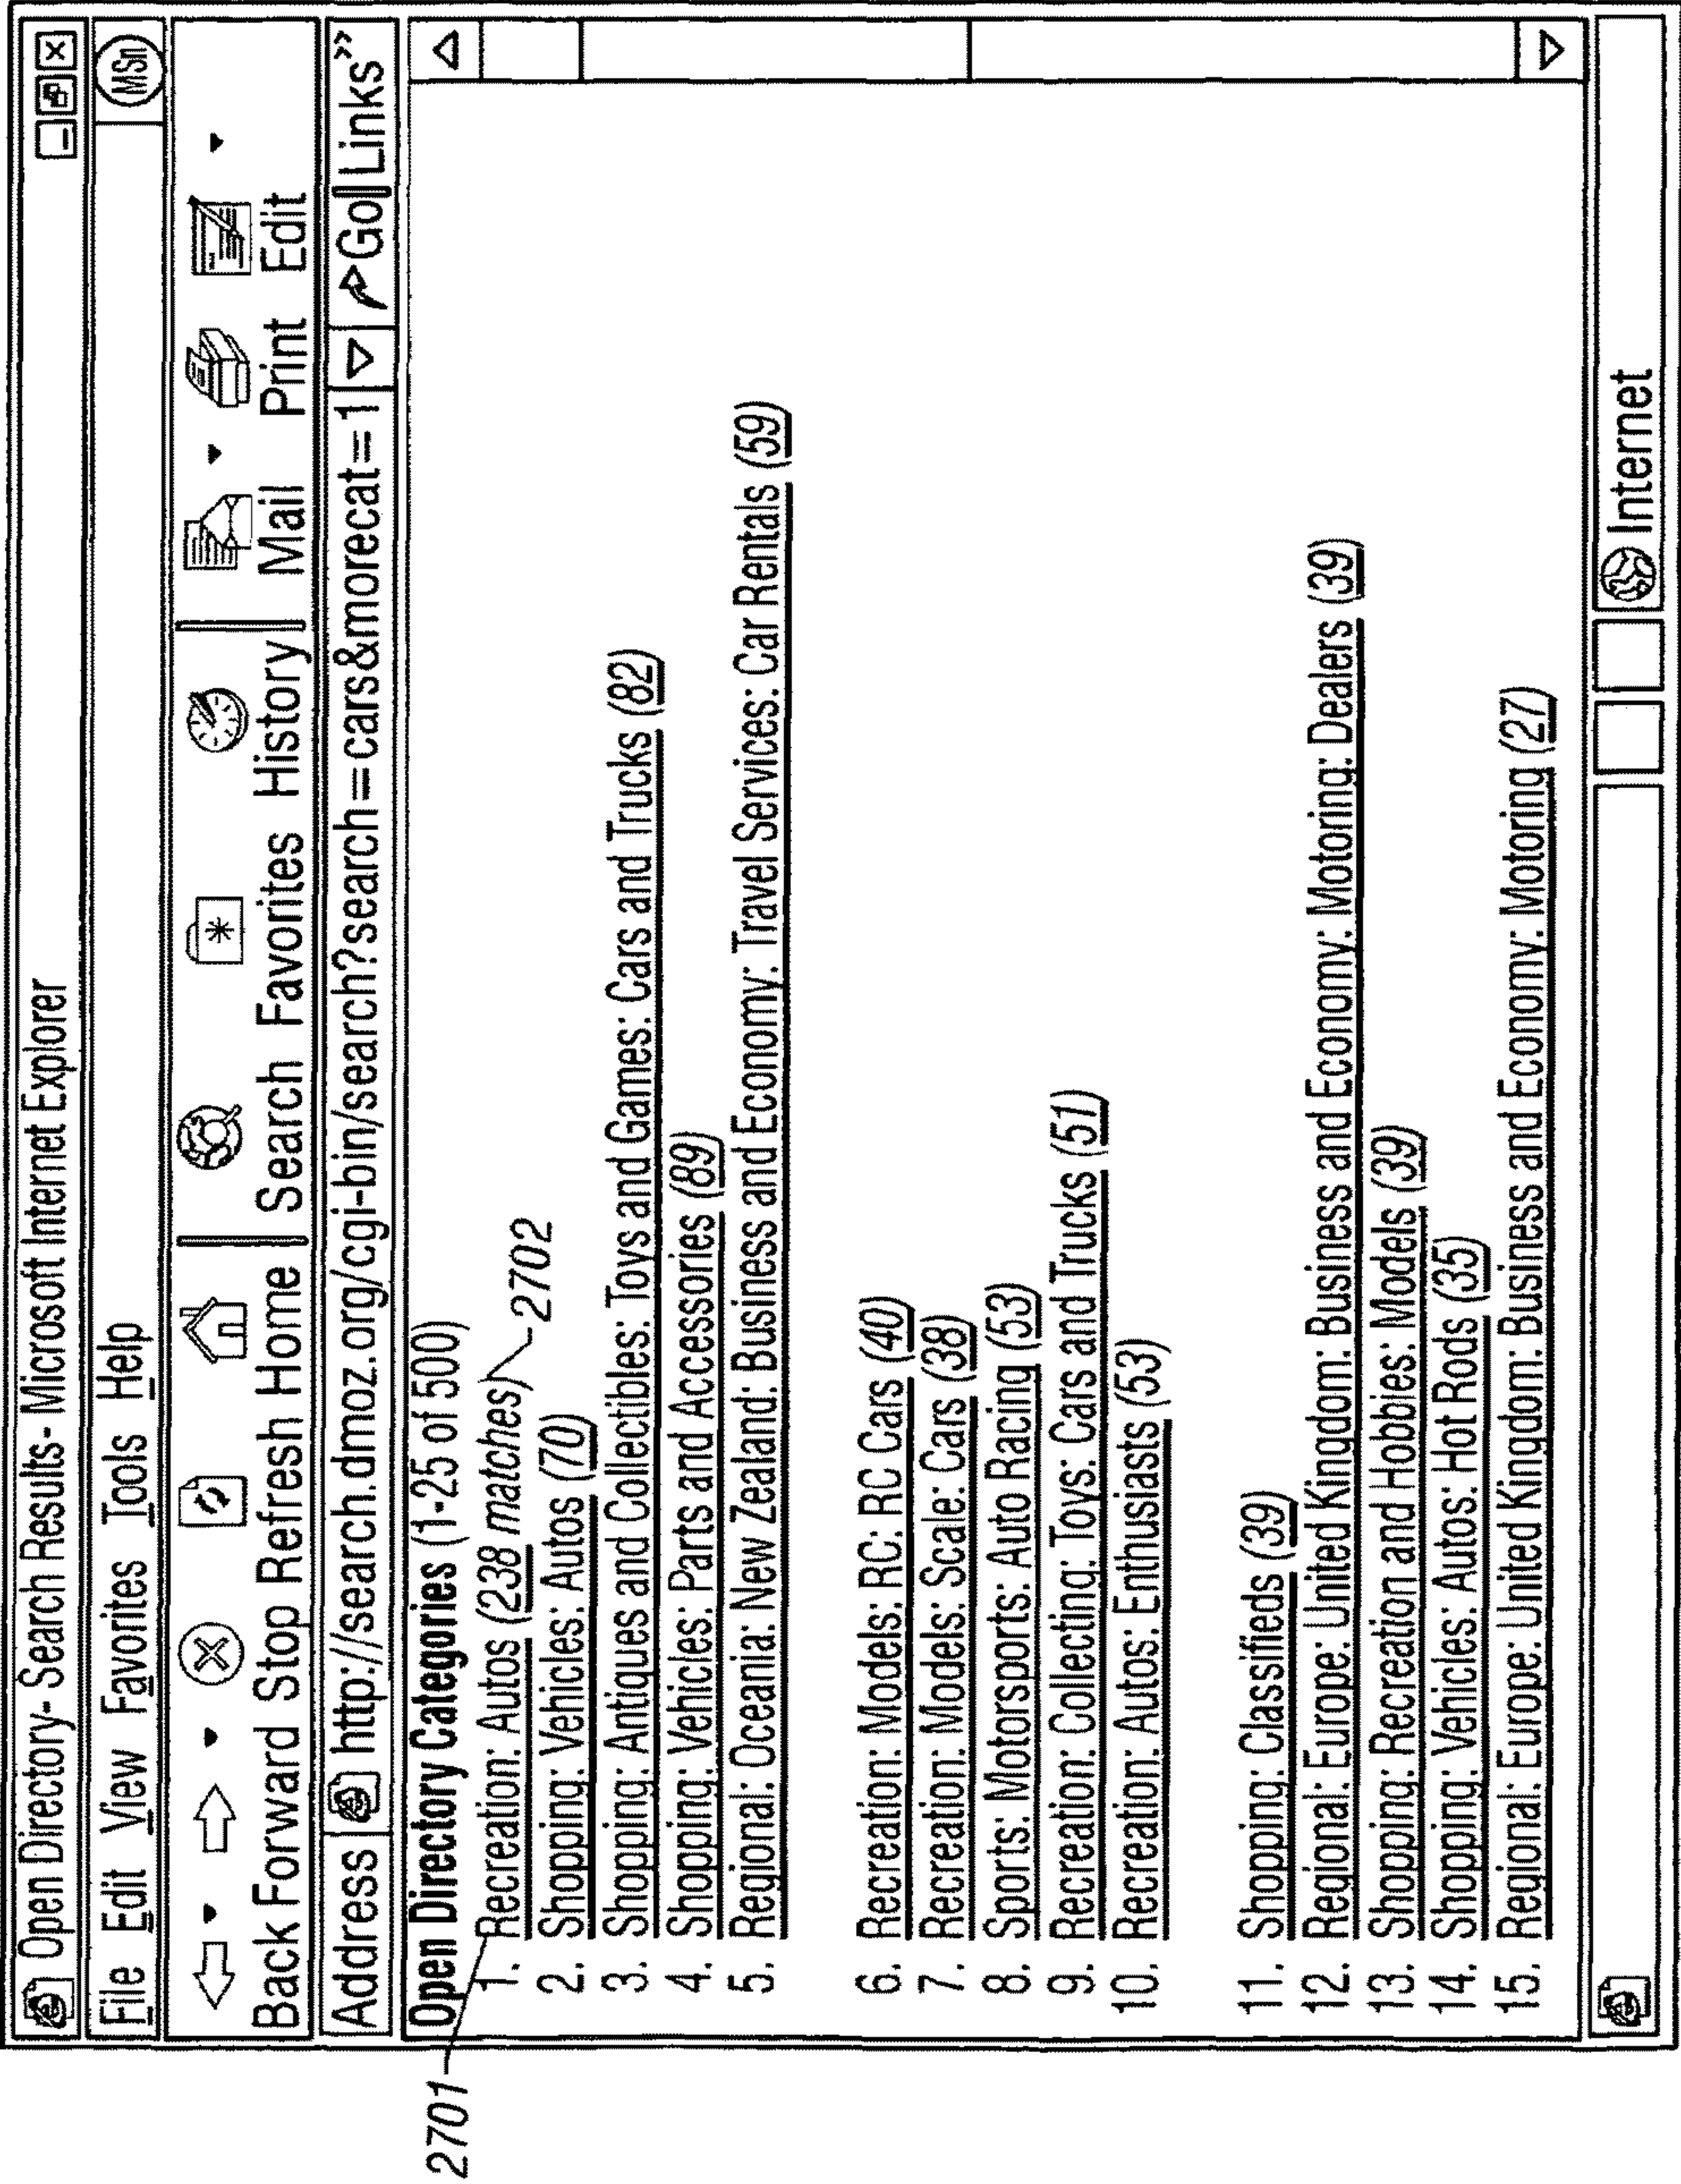 Open Directory- Search Results- Microsoft Internet Explorer
File Edit View Favorites Tools Help
MSn
Back Forward Stop Refresh Home Search Favorites History Mail Print Edit
Address http://search.dmoz.org/cgi-bin/search?search=cars&morecat=1 Go Links”
Open Directory Categories (1-25 of 500)
2701
1. Recreation: Autos (238 matches) 2702
2. Shopping: Vehicles: Autos (70)
3. Shopping: Antiques and Collectibles: Toys and Games: Cars and Trucks (82)
4. Shopping: Vehicles: Parts and Accessories (89)
5. Regional: Oceania: New Zealand: Business and Economy: Travel Services: Car Rentals (59)
6. Recreation: Models: RC: RC Cars (40)
7. Recreation: Models: Scale: Cars (38)
8. Sports: Motorsports: Auto Racing (53)
9. Recreation: Collecting: Toys: Cars and Trucks (51)
10. Recreation: Autos: Enthusiasts (53)
11. Shopping: Classifieds (39)
12. Regional: Europe: United Kingdom: Business and Economy: Motoring: Dealers (39)
13. Shopping: Recreation and Hobbies: Models (39)
14. Shopping: Vehicles: Autos: Hot Rods (35)
15. Regional: Europe: United Kingdom: Business and Economy: Motoring (27)
Internet